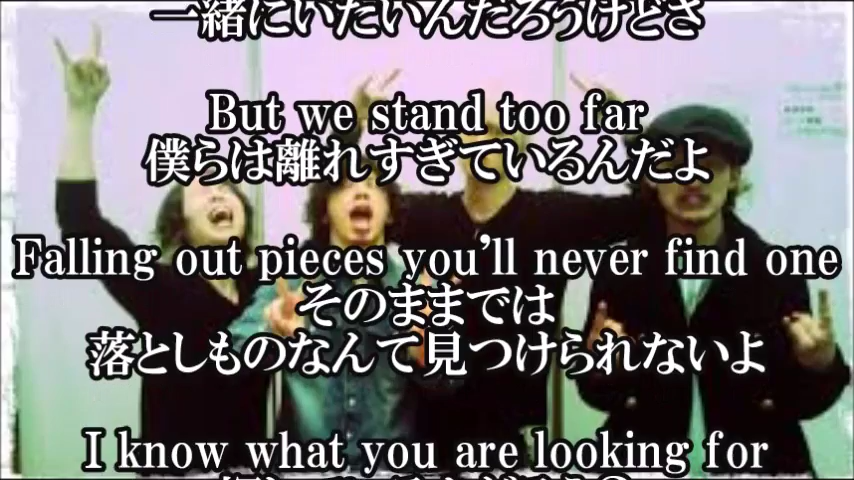 一緒にいたいんだろうけどさ
But we stand too far
僕らは離れすぎているんだよ
Falling out pieces you'll never find one
そのままでは
落としものなんて見つけられないよ
I know what you are looking for